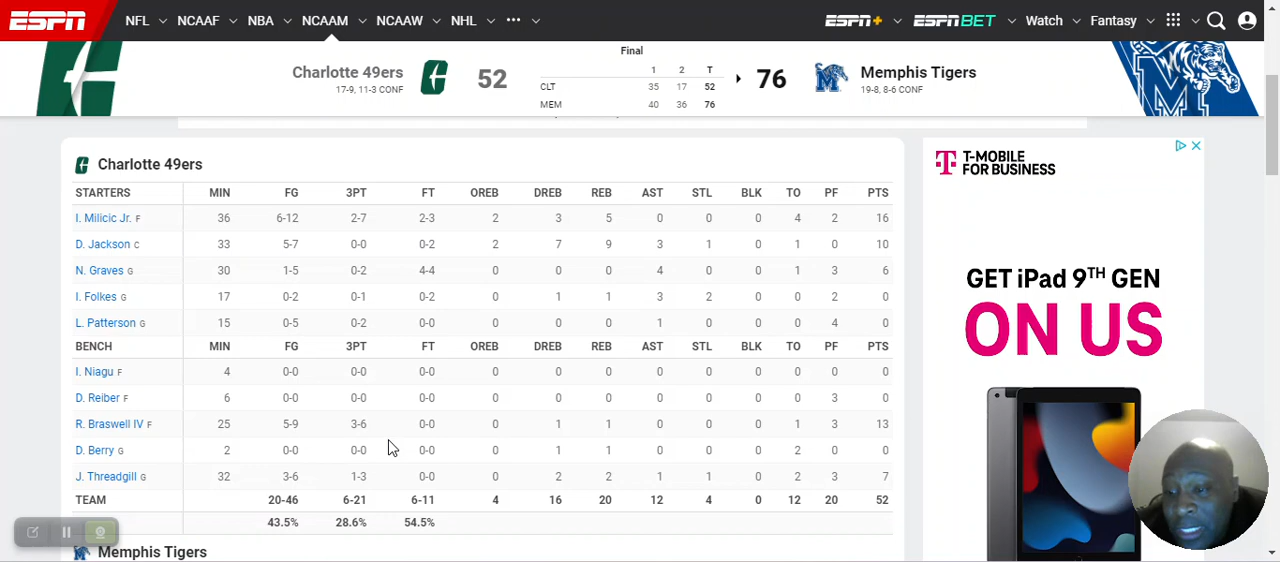 ESPN NFL NCAAF NBA NCAAM NCAAW NHL ••• ESPN+ ESPN BET Watch Fantasy
Final
Charlotte 49ers 52 76 Memphis Tigers
17-9, 11-3 CONF 19-8, 8-6 CONF
1 2 T
CLT 35 17 52
MEM 40 36 76
Charlotte 49ers
STARTERS MIN FG 3PT FT OREB DREB REB AST STL BLK TO PF PTS
I. Milicic Jr. F 36 6-12 2-7 2-3 2 3 5 0 0 0 4 2 16
D. Jackson C 33 5-7 0-0 0-2 2 7 9 3 1 0 1 0 10
N. Graves G 30 1-5 0-2 4-4 0 0 0 4 0 0 1 3 6
I. Folkes G 17 0-2 0-1 0-2 0 1 1 3 2 0 0 2 0
L. Patterson G 15 0-5 0-2 0-0 0 0 0 1 0 0 0 4 0
BENCH MIN FG 3PT FT OREB DREB REB AST STL BLK TO PF PTS
I. Niagu F 4 0-0 0-0 0-0 0 0 0 0 0 0 0 0 0
D. Reiber F 6 0-0 0-0 0-0 0 0 0 0 0 0 0 3 0
R. Braswell IV F 25 5-9 3-6 0-0 0 1 1 0 0 0 1 3 13
D. Berry G 2 0-0 0-0 0-0 0 1 1 0 0 0 2 0 0
J. Threadgill G 32 3-6 1-3 0-0 0 2 2 1 1 0 2 3 7
TEAM 20-46 6-21 6-11 4 16 20 12 4 0 12 20 52
43.5% 28.6% 54.5%
Memphis Tigers
T-MOBILE
FOR BUSINESS
GET iPad 9TH GEN
ON US